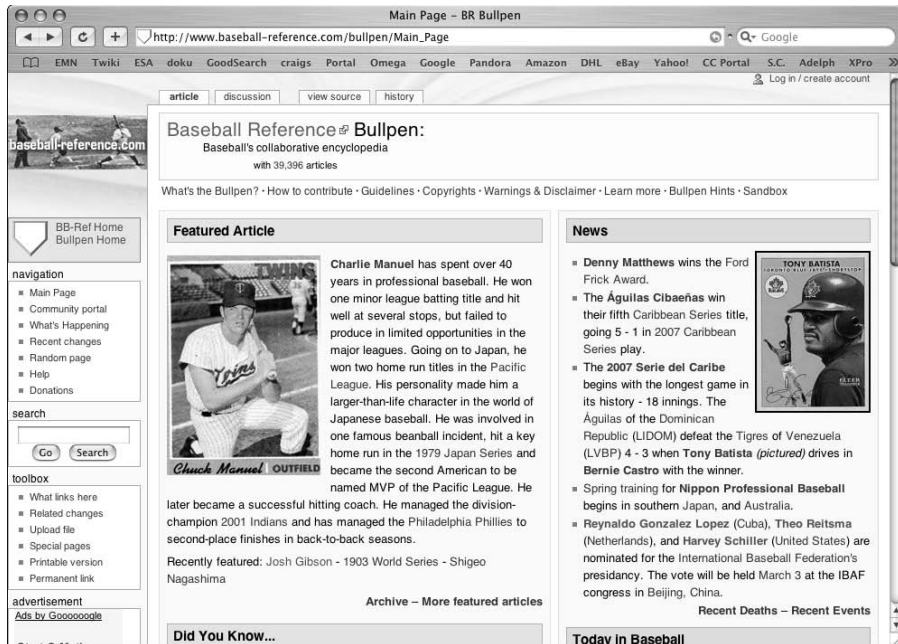 Main Page – BR Bullpen
http://www.baseball-reference.com/bullpen/Main_Page
Google
EMN Twiki ESA doku GoodSearch craigs Portal Omega Google Pandora Amazon DHL eBay Yahoo! CC Portal S.C. Adelph XPro
Log in / create account
article discussion view source history
baseball-reference.com
Baseball Reference Bullpen:
Baseball's collaborative encyclopedia
with 39,396 articles
What's the Bullpen? · How to contribute · Guidelines · Copyrights · Warnings & Disclaimer · Learn more · Bullpen Hints · Sandbox
BB-Ref Home
Bullpen Home
navigation
Main Page
Community portal
What's Happening
Recent changes
Random page
Help
Donations
search
Go Search
toolbox
What links here
Related changes
Upload file
Special pages
Printable version
Permanent link
advertisement
Ads by Goooooogle
Featured Article
TWINS
Twins
Chuck Manuel OUTFIELD
Charlie Manuel has spent over 40
years in professional baseball. He won
one minor league batting title and hit
well at several stops, but failed to
produce in limited opportunities in the
major leagues. Going on to Japan, he
won two home run titles in the Pacific
League. His personality made him a
larger-than-life character in the world of
Japanese baseball. He was involved in
one famous beanball incident, hit a key
home run in the 1979 Japan Series and
became the second American to be
named MVP of the Pacific League. He
later became a successful hitting coach. He managed the division-
champion 2001 Indians and has managed the Philadelphia Phillies to
second-place finishes in back-to-back seasons.
Recently featured: Josh Gibson - 1903 World Series - Shigeo
Nagashima
Archive – More featured articles
Did You Know...
News
Denny Matthews wins the Ford
Frick Award.
The Águilas Cibaeñas win
their fifth Caribbean Series title,
going 5 - 1 in 2007 Caribbean
Series play.
The 2007 Serie del Caribe
begins with the longest game in
its history - 18 innings. The
Águilas of the Dominican
Republic (LIDOM) defeat the Tigres of Venezuela
(LVBP) 4 - 3 when Tony Batista (pictured) drives in
Bernie Castro with the winner.
Spring training for Nippon Professional Baseball
begins in southern Japan, and Australia.
Reynaldo Gonzalez Lopez (Cuba), Theo Reitsma
(Netherlands), and Harvey Schiller (United States) are
nominated for the International Baseball Federation's
presidancy. The vote will be held March 3 at the IBAF
congress in Beijing, China.
Recent Deaths – Recent Events
TONY BATISTA
TORONTO BLUE JAYS • SHORTSTOP
FLEER
Today in Baseball